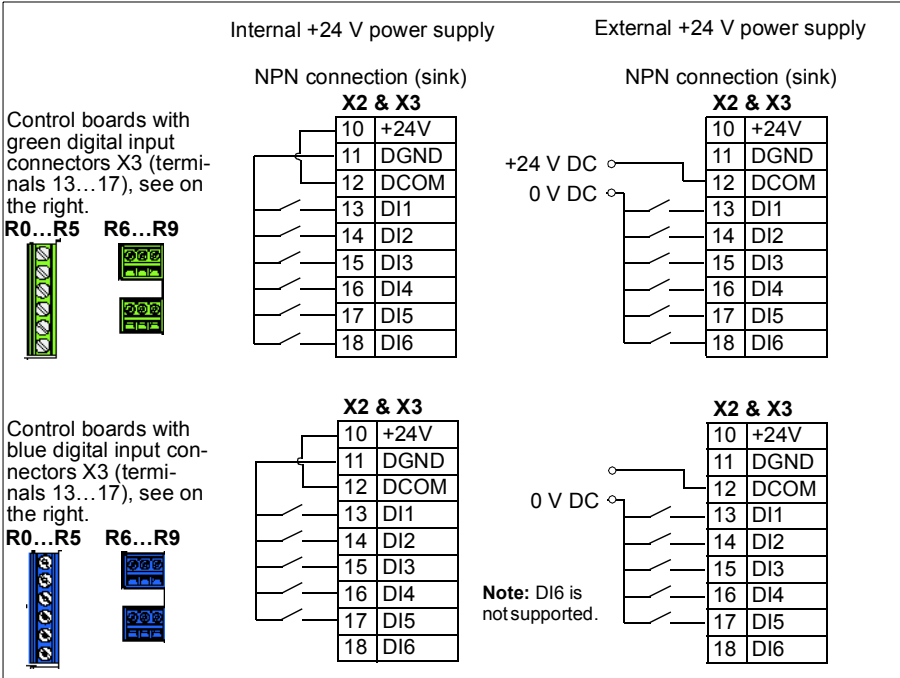 Internal +24 V power supply
External +24 V power supply
NPN connection (sink)
NPN connection (sink)
Control boards with
green digital input
connectors X3 (termi-
nals 13…17), see on
the right.
R0…R5 R6…R9
X2 & X3
10 +24V
11 DGND
12 DCOM
13 DI1
14 DI2
15 DI3
16 DI4
17 DI5
18 DI6
+24 V DC
0 V DC
X2 & X3
10 +24V
11 DGND
12 DCOM
13 DI1
14 DI2
15 DI3
16 DI4
17 DI5
18 DI6
Control boards with
blue digital input con-
nectors X3 (termi-
nals 13…17), see on
the right.
R0…R5 R6…R9
X2 & X3
10 +24V
11 DGND
12 DCOM
13 DI1
14 DI2
15 DI3
16 DI4
17 DI5
18 DI6
Note: DI6 is
not supported.
0 V DC
X2 & X3
10 +24V
11 DGND
12 DCOM
13 DI1
14 DI2
15 DI3
16 DI4
17 DI5
18 DI6